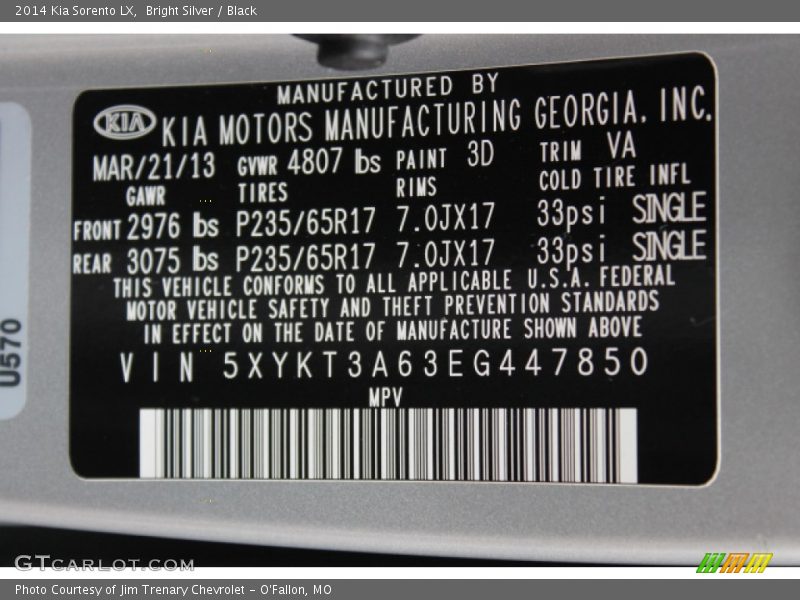 2014 Kia Sorento LX, Bright Silver / Black
MANUFACTURED BY
KIA KIA MOTORS MANUFACTURING GEORGIA, INC.
MAR/21/13 GVWR 4807 lbs PAINT 3D TRIM VA
GAWR TIRES RIMS COLD TIRE INFL
FRONT 2976 lbs P235/65R17 7.0JX17 33psi SINGLE
REAR 3075 lbs P235/65R17 7.0JX17 33psi SINGLE
THIS VEHICLE CONFORMS TO ALL APPLICABLE U.S.A. FEDERAL
MOTOR VEHICLE SAFETY AND THEFT PREVENTION STANDARDS
IN EFFECT ON THE DATE OF MANUFACTURE SHOWN ABOVE
VIN 5XYKT3A63EG447850
MPV
U570
GTCARLOT.COM
Photo Courtesy of Jim Trenary Chevrolet - O'Fallon, MO